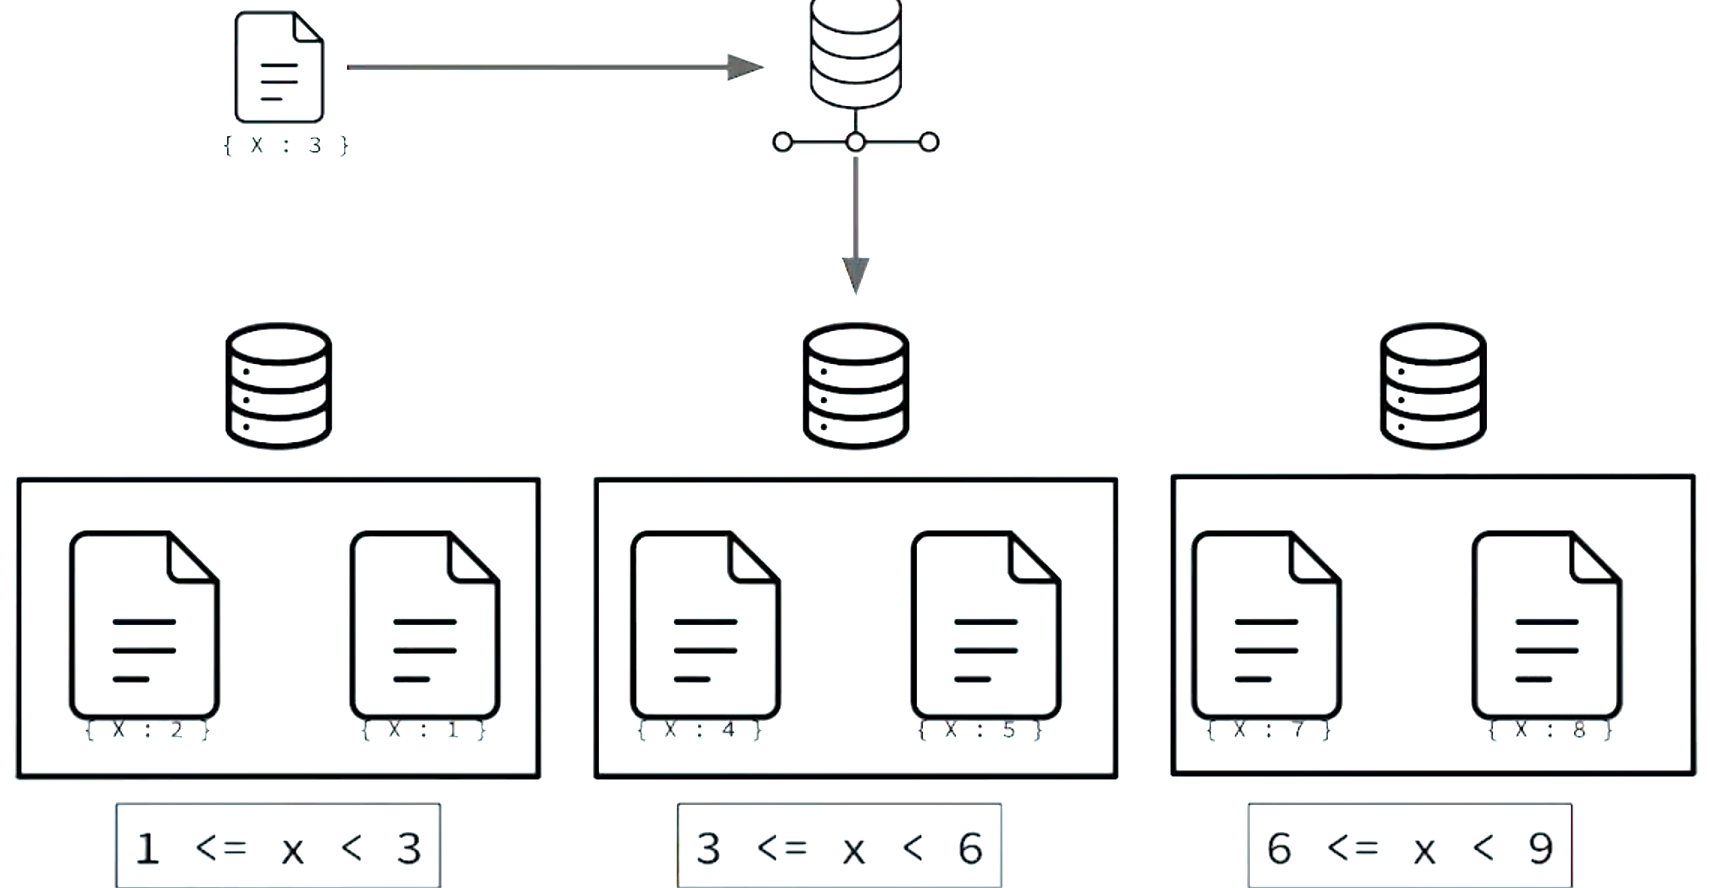 { X : 3 }
{ X : 2 }
{ X : 1 }
{ X : 4 }
{ X : 5 }
{ X : 7 }
{ X : 8 }
1 <= x < 3
3 <= x < 6
6 <= x < 9